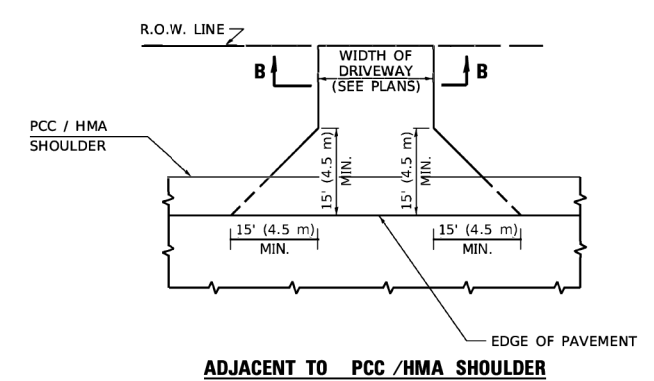 R.O.W. LINE
WIDTH OF
DRIVEWAY
(SEE PLANS)
B
B
PCC / HMA
SHOULDER
15' (4.5 m)
MIN.
15' (4.5 m)
MIN.
15' (4.5 m)
MIN.
15' (4.5 m)
MIN.
EDGE OF PAVEMENT
ADJACENT TO PCC /HMA SHOULDER